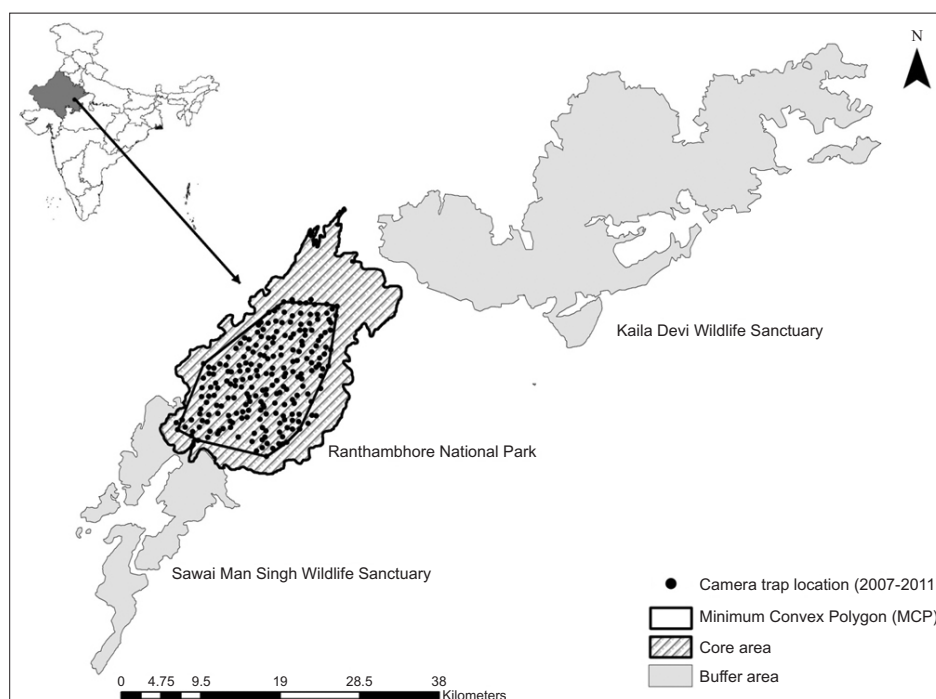 N
Kaila Devi Wildlife Sanctuary
Ranthambhore National Park
Sawai Man Singh Wildlife Sanctuary
Camera trap location (2007-2011
Minimum Convex Polygon (MCP)
Core area
Buffer area
0 4.75 9.5 19 28.5 38
Kilometers